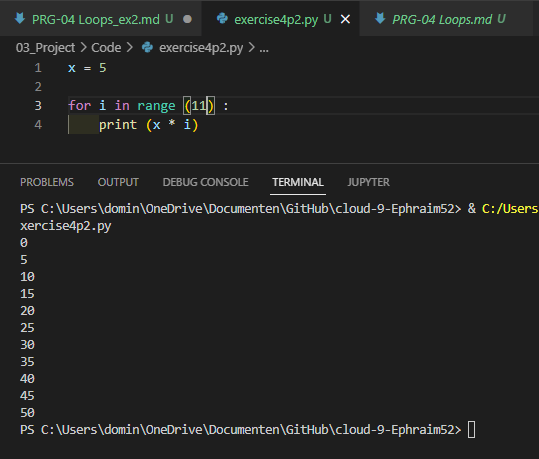 PRG-04 Loops_ex2.md U ● exercise4p2.py U × PRG-04 Loops.md U
03_Project > Code > exercise4p2.py > ...
1 x = 5
2
3 for i in range (11) :
4 print (x * i)
PROBLEMS OUTPUT DEBUG CONSOLE TERMINAL JUPYTER
PS C:\Users\domin\OneDrive\Documenten\GitHub\cloud-9-Ephraim52> & C:/Users
xercise4p2.py
0
5
10
15
20
25
30
35
40
45
50
PS C:\Users\domin\OneDrive\Documenten\GitHub\cloud-9-Ephraim52>